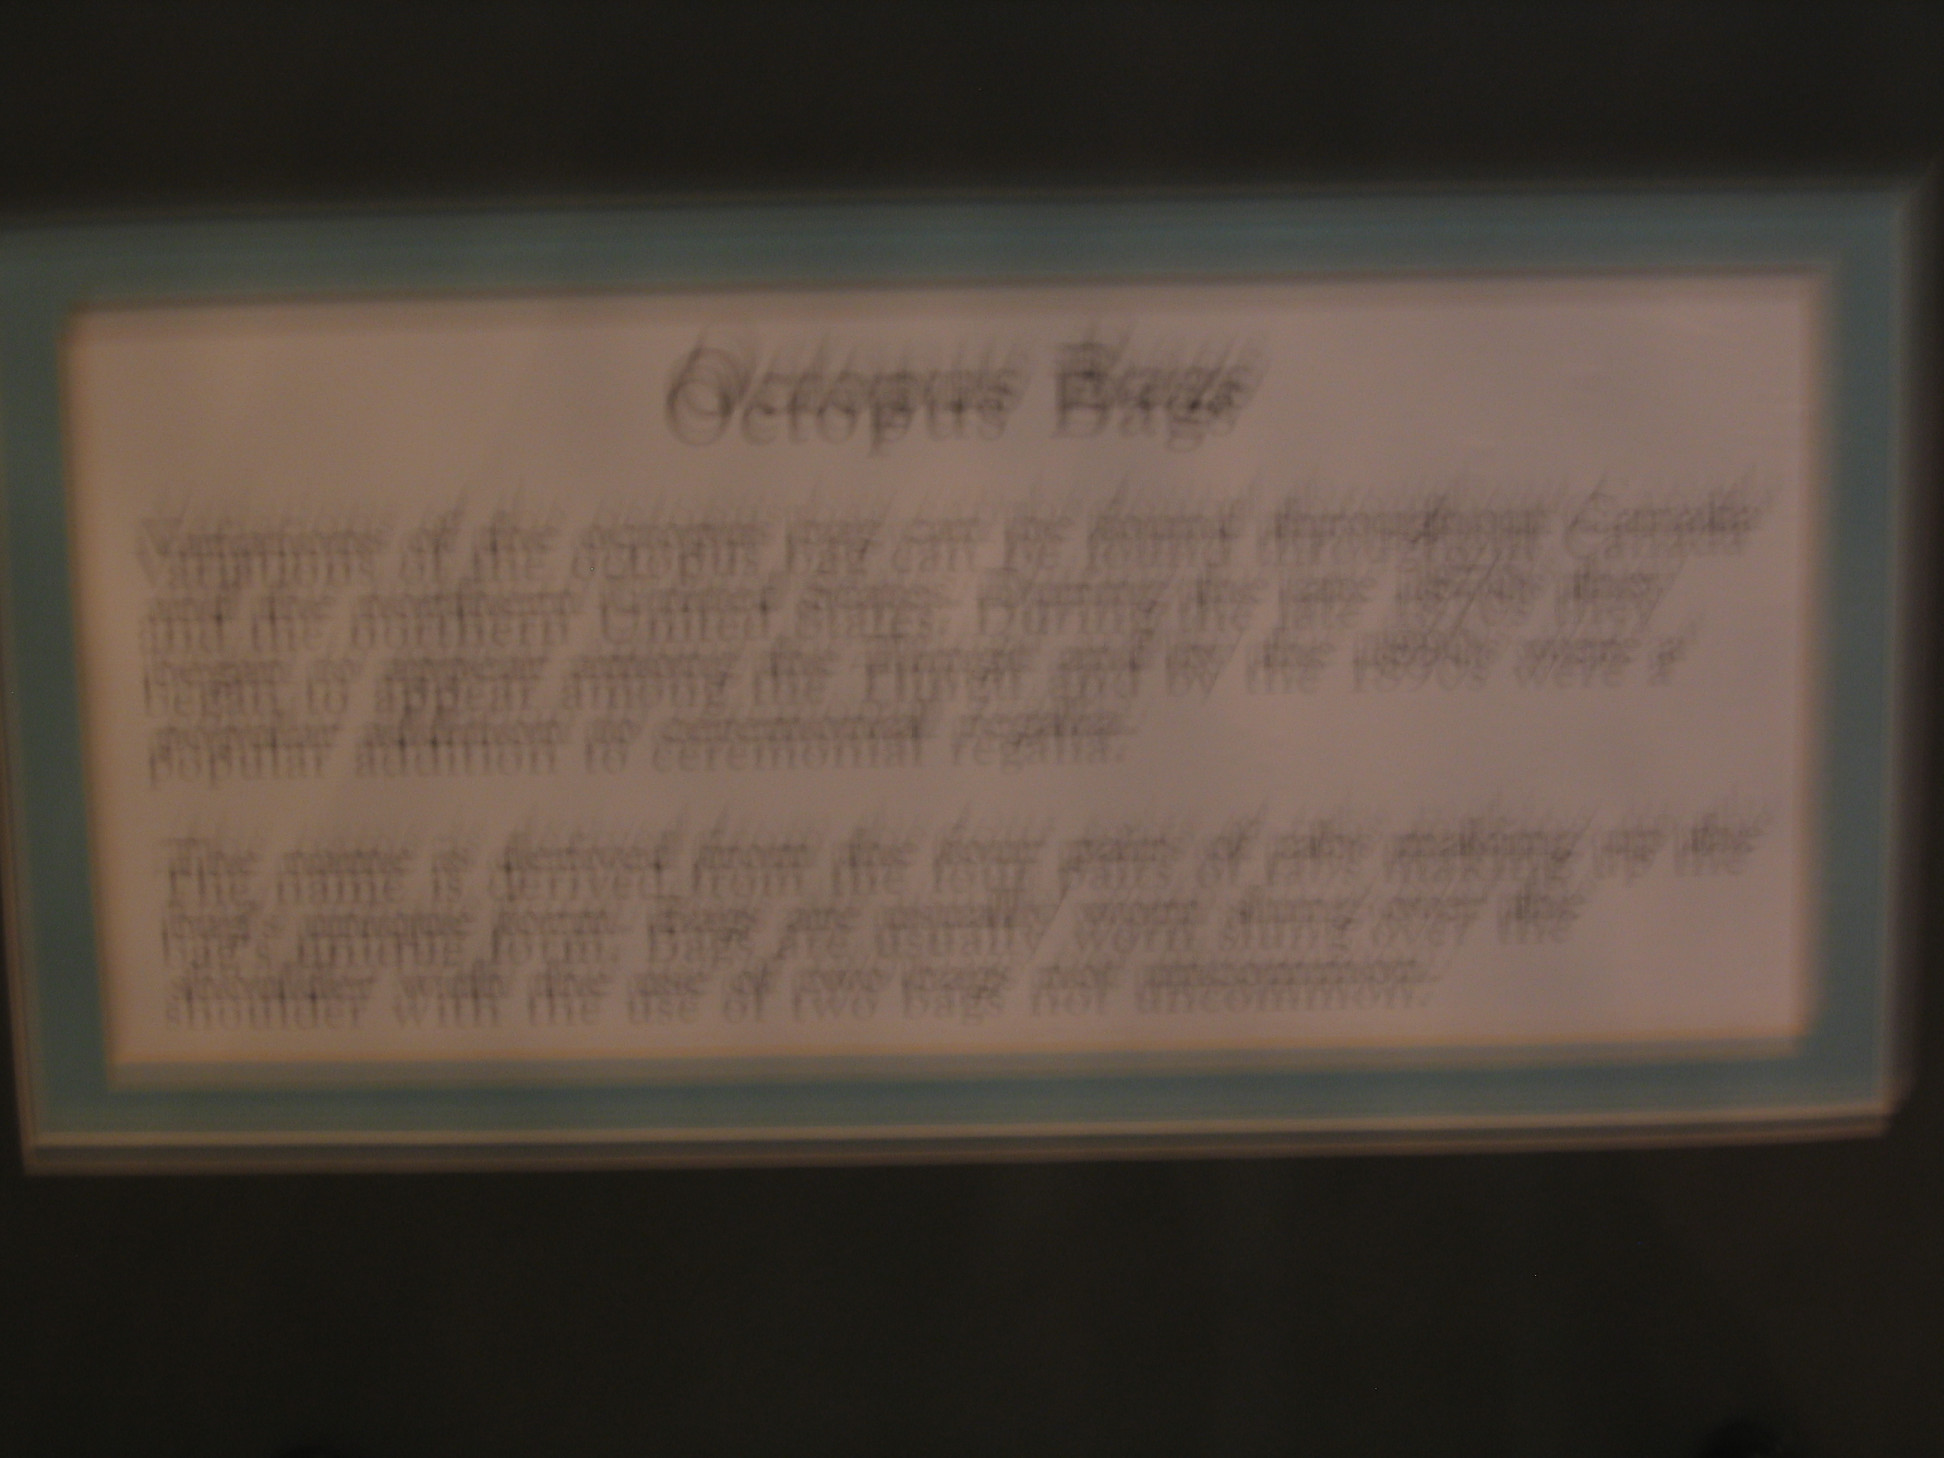 Octopus Bags
Variations of the octopus bag can be found throughout Canada
and the northern United States. During the late 1870s they
began to appear among the Tlingit and by the 1890s were a
popular addition to ceremonial regalia.
The name is derived from the four pairs of tabs making up the
bag's unique form. Bags are usually worn slung over the
shoulder with the use of two bags not uncommon.